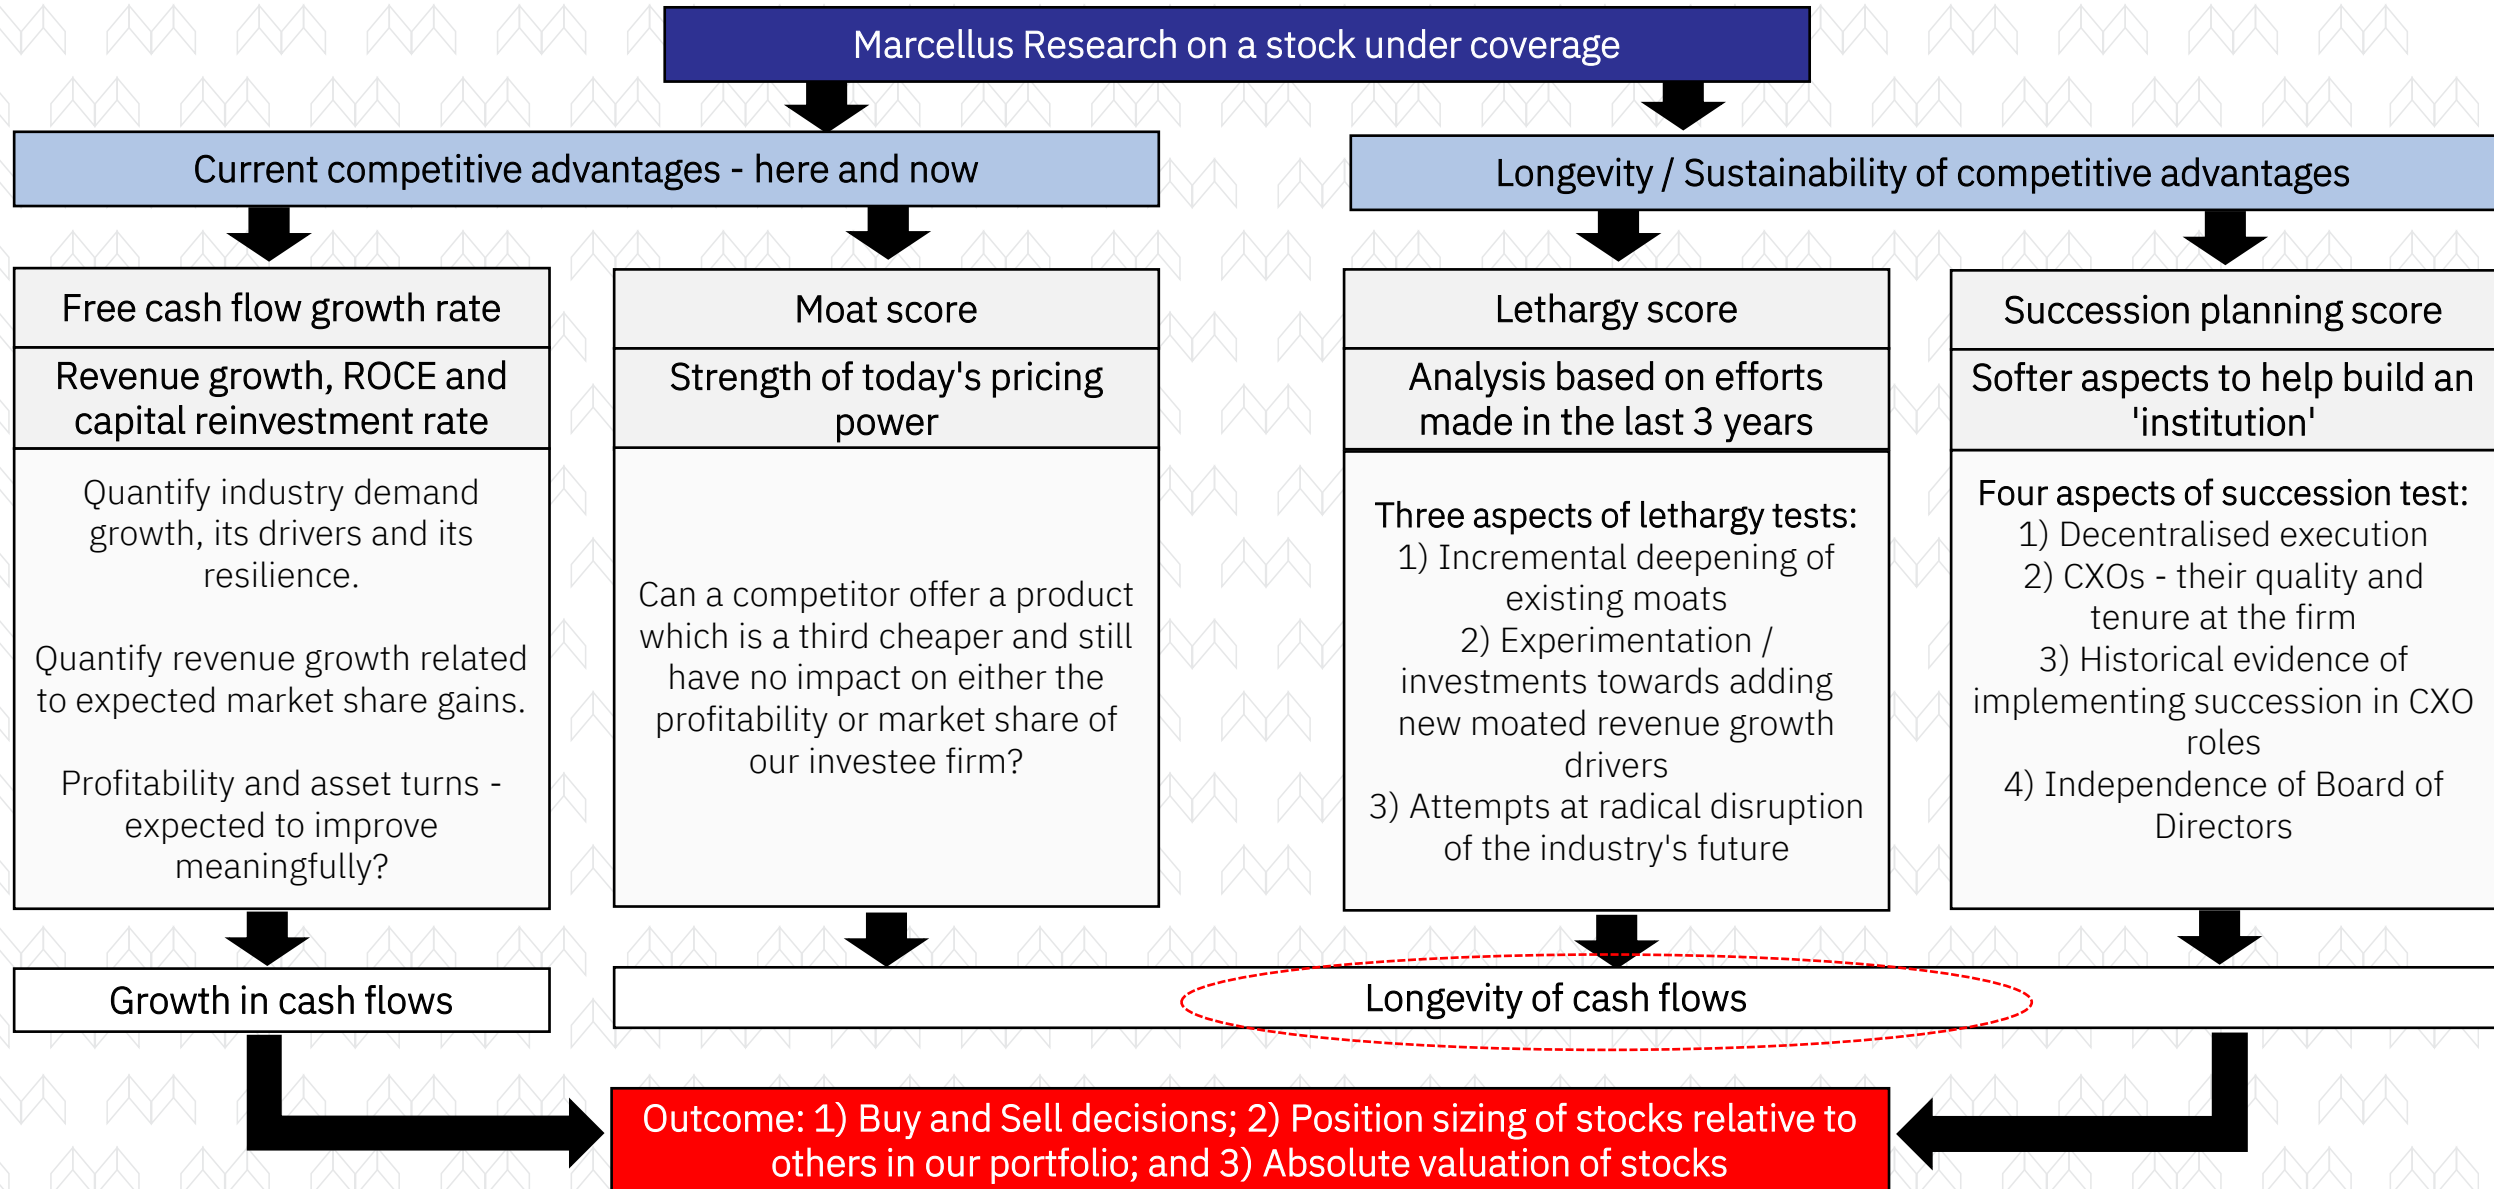 Marcellus Research on a stock under coverage
Current competitive advantages - here and now
Longevity / Sustainability of competitive advantages
Free cash flow growth rate
Revenue growth, ROCE and
capital reinvestment rate
Quantify industry demand
growth, its drivers and its
resilience.
Quantify revenue growth related
to expected market share gains.
Profitability and asset turns -
expected to improve
meaningfully?
Moat score
Strength of today's pricing
power
Can a competitor offer a product
which is a third cheaper and still
have no impact on either the
profitability or market share of
our investee firm?
Lethargy score
Analysis based on efforts
made in the last 3 years
Three aspects of lethargy tests:
1) Incremental deepening of
existing moats
2) Experimentation /
investments towards adding
new moated revenue growth
drivers
3) Attempts at radical disruption
of the industry's future
Succession planning score
Softer aspects to help build an
'institution'
Four aspects of succession test:
1) Decentralised execution
2) CXOs - their quality and
tenure at the firm
3) Historical evidence of
implementing succession in CXO
roles
4) Independence of Board of
Directors
Growth in cash flows
Longevity of cash flows
Outcome: 1) Buy and Sell decisions; 2) Position sizing of stocks relative to
others in our portfolio; and 3) Absolute valuation of stocks